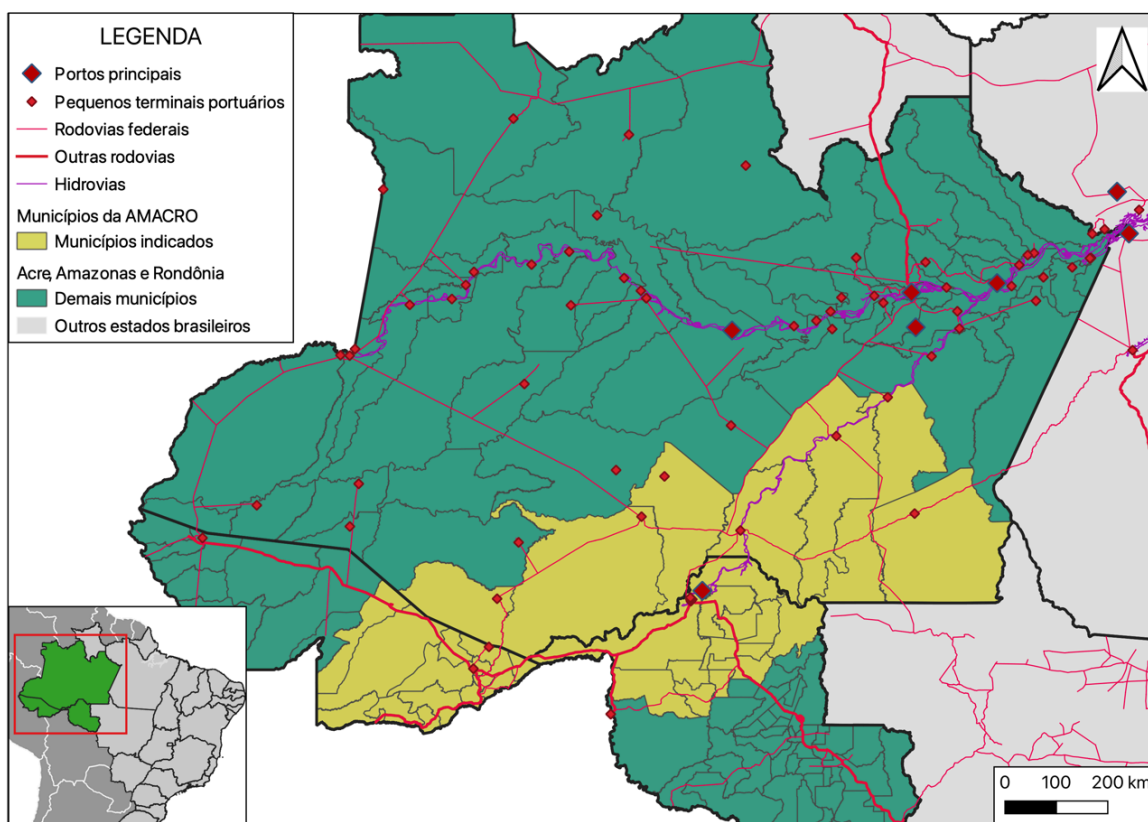 LEGENDA
Portos principais
Pequenos terminais portuários
Rodovias federais
Outras rodovias
Hidrovias
Municípios da AMACRO
Municípios indicados
Acre, Amazonas e Rondônia
Demais municípios
Outros estados brasileiros
0 100 200 km